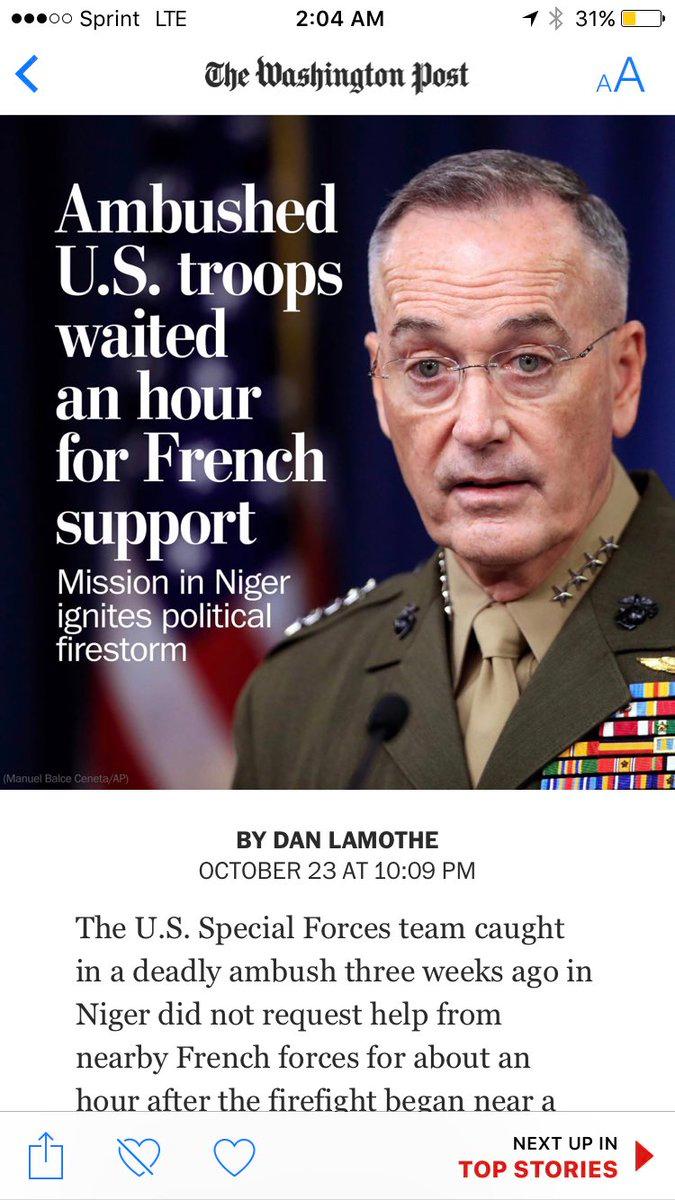 Sprint LTE 2:04 AM 31%
The Washington Post
AA
Ambushed
U.S. troops
waited
an hour
for French
support
Mission in Niger
ignites political
firestorm
(Manuel Balce Ceneta/AP)
BY DAN LAMOTHE
OCTOBER 23 AT 10:09 PM
The U.S. Special Forces team caught
in a deadly ambush three weeks ago in
Niger did not request help from
nearby French forces for about an
hour after the firefight began near a
NEXT UP IN
TOP STORIES